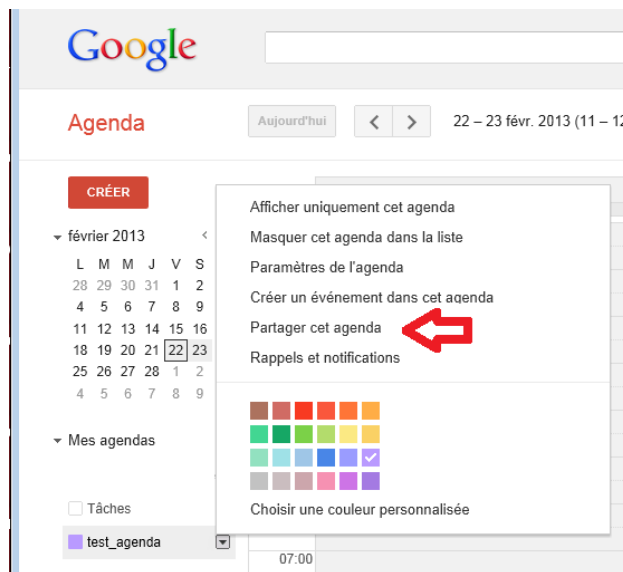 Google
Agenda
Aujourd'hui
22 – 23 févr. 2013 (11 – 12
CRÉER
février 2013
L M M J V S
28 29 30 31 1 2
4 5 6 7 8 9
11 12 13 14 15 16
18 19 20 21 22 23
25 26 27 28 1 2
4 5 6 7 8 9
Mes agendas
Tâches
test_agenda
Afficher uniquement cet agenda
Masquer cet agenda dans la liste
Paramètres de l'agenda
Créer un événement dans cet agenda
Partager cet agenda
Rappels et notifications
Choisir une couleur personnalisée
07:00